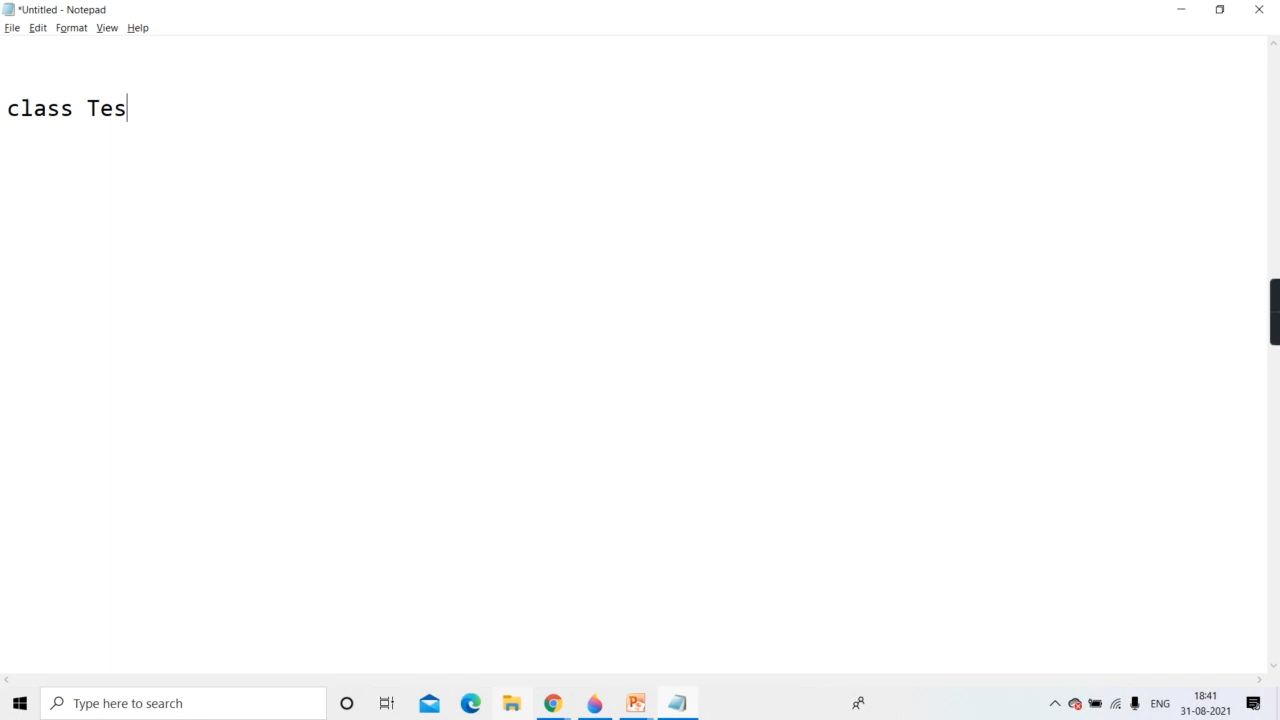 *Untitled - Notepad
File Edit Format View Help
class Tes
Type here to search
ENG
18:41
31-08-2021